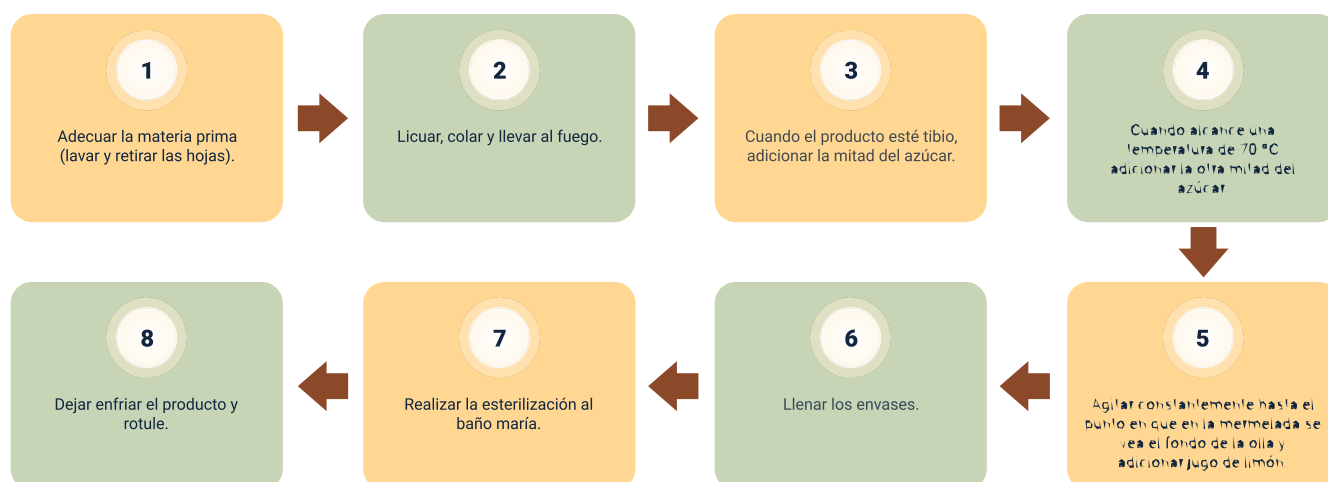 1
Adecuar la materia prima
(lavar y retirar las hojas).
2
Licuar, colar y llevar al fuego.
3
Cuando el producto esté tibio,
adicionar la mitad del azúcar.
4
Cuando alcance una
temperatura de 70 °C
adicionar la otra mitad del
azúcar
5
Agitar constantemente hasta el
punto en que en la mermelada se
vea el fondo de la olla y
adicionar jugo de limón
6
Llenar los envases.
7
Realizar la esterilización al
baño maría.
8
Dejar enfriar el producto y
rotule.